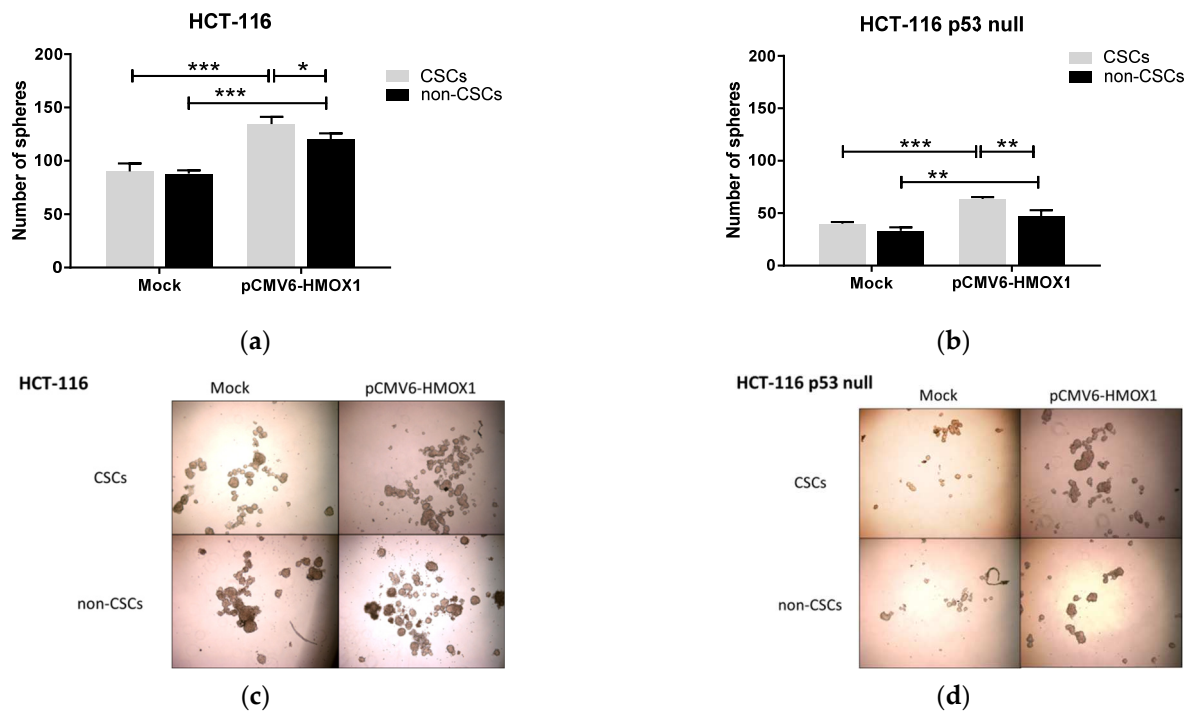 HCT-116
Number of spheres
200
150
100
50
0
***
*
***
CSCs
non-CSCs
Mock
pCMV6-HMOX1
(a)
HCT-116 p53 null
Number of spheres
200
150
100
50
0
***
**
**
CSCs
non-CSCs
Mock
pCMV6-HMOX1
(b)
HCT-116
Mock
pCMV6-HMOX1
CSCs
non-CSCs
(c)
HCT-116 p53 null
Mock
pCMV6-HMOX1
CSCs
non-CSCs
(d)